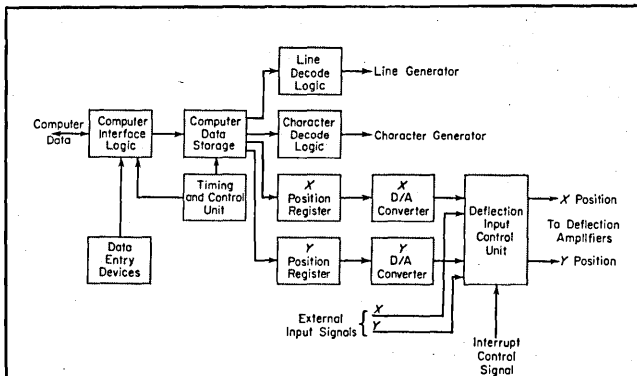 Line
Decode
Logic
Line Generator
Computer
Data
Computer
Interface
Logic
Computer
Data
Storage
Character
Decode
Logic
Character Generator
Timing
and Control
Unit
X
Position
Register
X
D/A
Converter
Deflection
Input
Control
Unit
X Position
To Deflection
Amplifiers
Y Position
Data
Entry
Devices
Y
Position
Register
Y
D/A
Converter
External
Input Signals
X
Y
Interrupt
Control
Signal